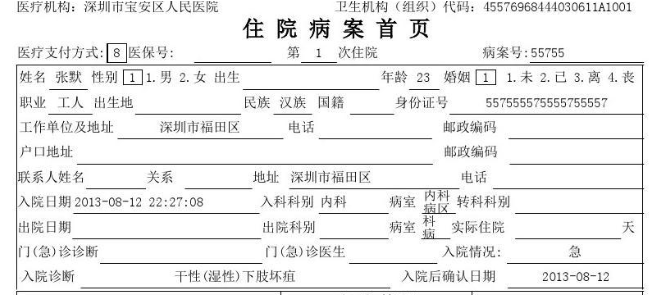 医疗机构：深圳市宝安区人民医院 卫生机构（组织）代码：45576968444030611A1001
住院病案首页
医疗支付方式：8 医保号： 第 1 次住院 病案号：55755
姓名 张默 性别 1 1.男 2.女 出生 年龄 23 婚姻 1 1.未 2.已 3.离 4.丧
职业 工人 出生地 民族 汉族 国籍 身份证号 557555575555755557
工作单位及地址 深圳市福田区 电话 邮政编码
户口地址 邮政编码
联系人姓名 关系 地址 深圳市福田区 电话
入院日期 2013-08-12 22:27:08 入科科别 内科 病室 内科病区 转科科别
出院日期 出院科别 病室 科病 实际住院 天
门(急)诊诊断 门(急)诊医生 入院情况： 急
入院诊断 干性(湿性)下肢坏疽 入院后确认日期 2013-08-12